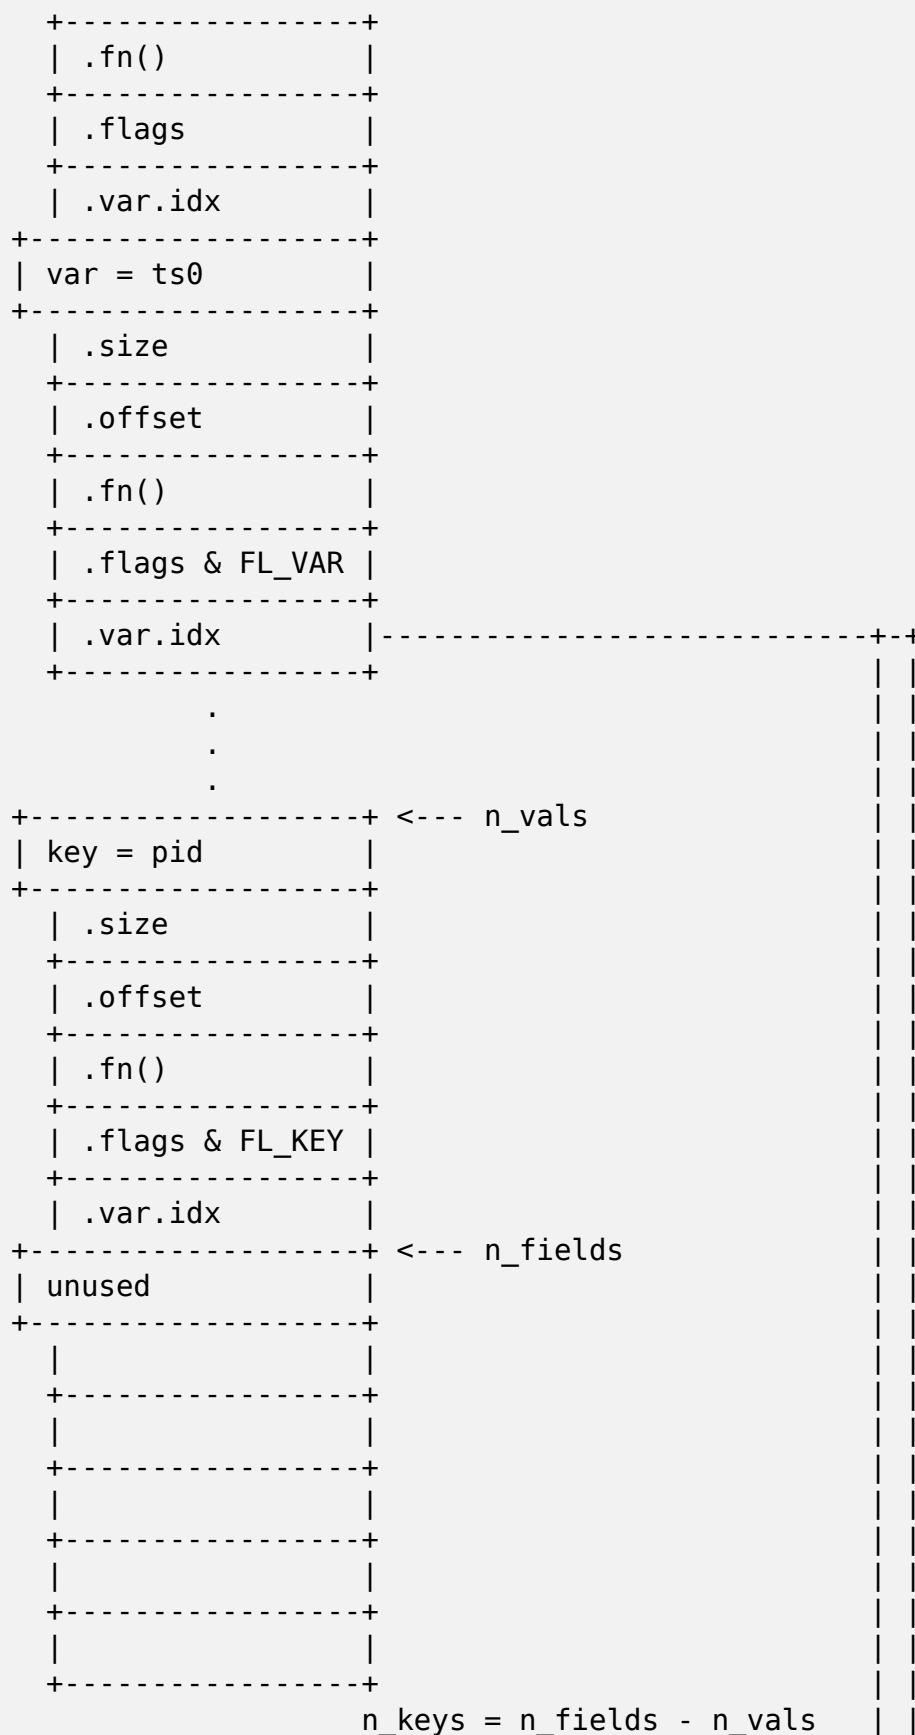 +-----------------+
| .fn()           |
+-----------------+
| .flags          |
+-----------------+
| .var.idx        |
+-------------------+
| var = ts0         |
+-------------------+
| .size           |
+-----------------+
| .offset         |
+-----------------+
| .fn()           |
+-----------------+
| .flags & FL_VAR |
+-----------------+
| .var.idx        |----------------------------+-+
+-----------------+                            | |
.                                   | |
.                                   | |
.                                   | |
+-------------------+ <--- n_vals                | |
| key = pid         |                            | |
+-------------------+                            | |
| .size           |                            | |
+-----------------+                            | |
| .offset         |                            | |
+-----------------+                            | |
| .fn()           |                            | |
+-----------------+                            | |
| .flags & FL_KEY |                            | |
+-----------------+                            | |
| .var.idx        |                            | |
+-------------------+ <--- n_fields              | |
| unused            |                            | |
+-------------------+                            | |
|                 |                            | |
+-----------------+                            | |
|                 |                            | |
+-----------------+                            | |
|                 |                            | |
+-----------------+                            | |
|                 |                            | |
+-----------------+                            | |
|                 |                            | |
+-----------------+                            | |
n_keys = n_fields - n_vals   | |